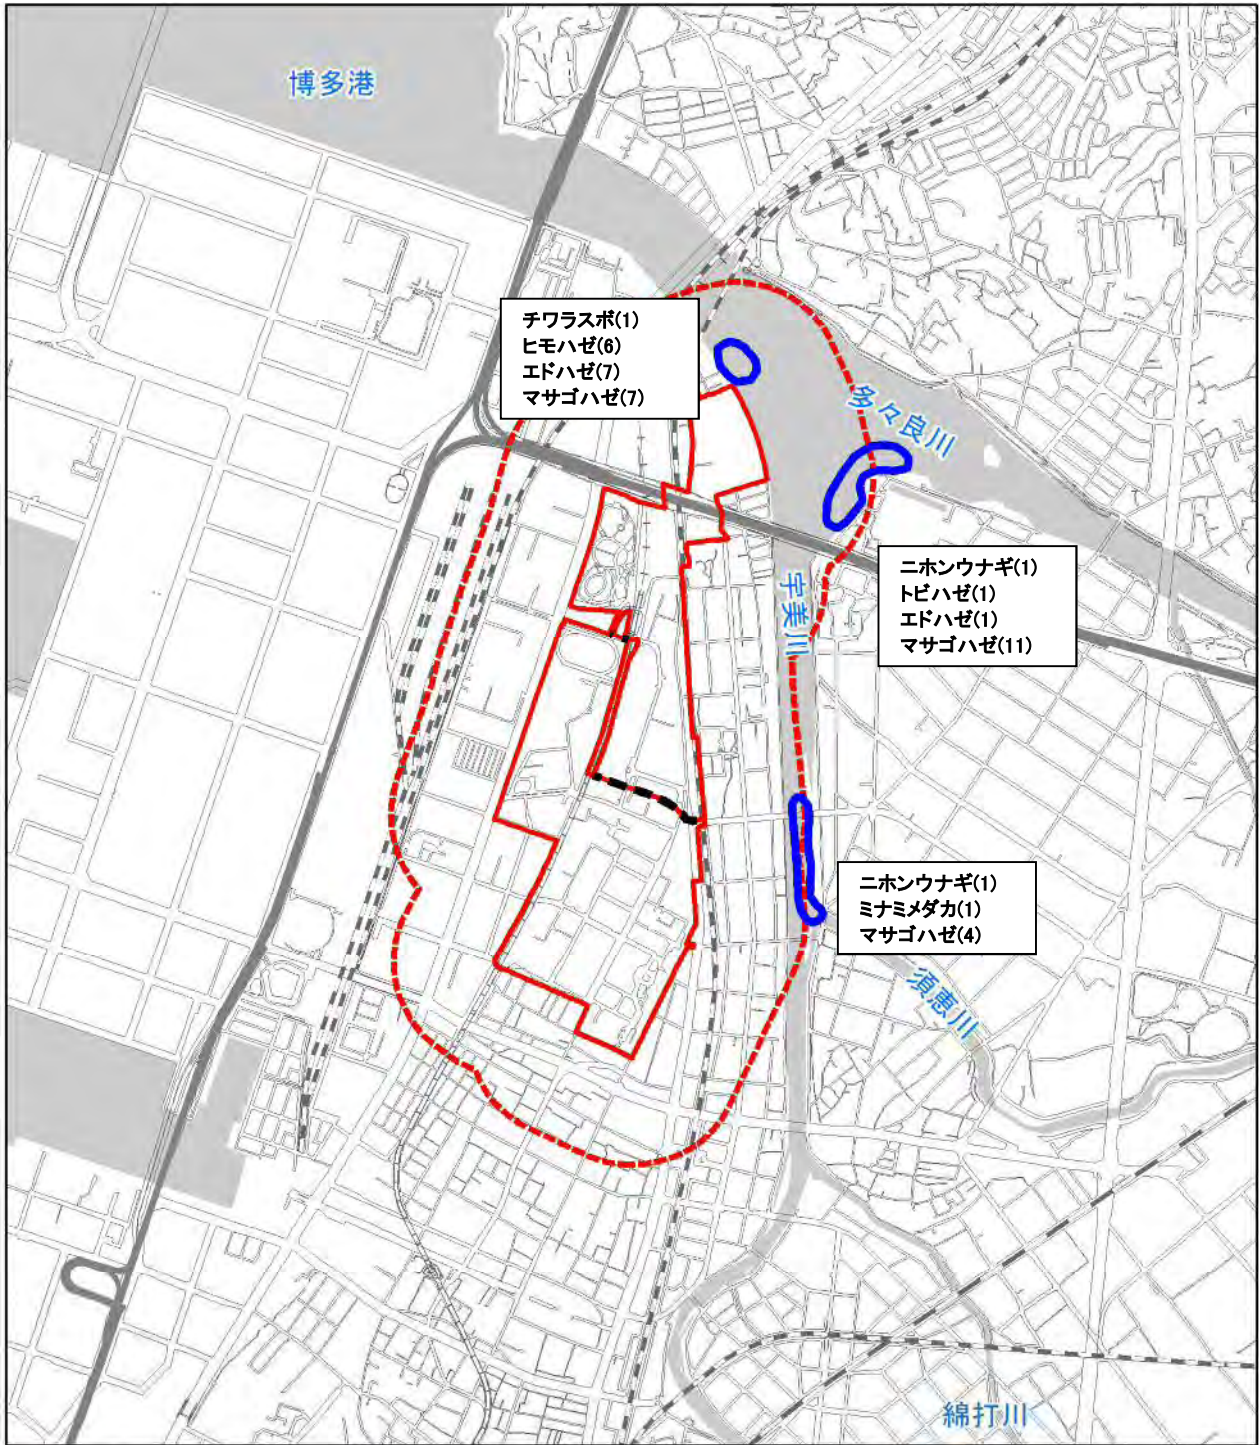 博多港
チワラスボ(1)
ヒモハゼ(6)
エドハゼ(7)
マサゴハゼ(7)
多々良川
ニホンウナギ(1)
トビハゼ(1)
エドハゼ(1)
マサゴハゼ(11)
宇美川
ニホンウナギ(1)
ミナミメダカ(1)
マサゴハゼ(4)
須恵川
綿打川